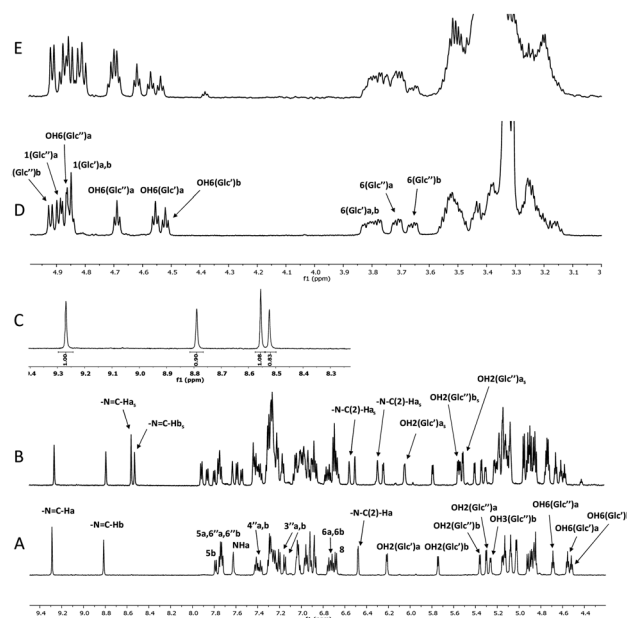 E
OH6(Glc'')a
1(Glc'')a
1(Glc')a,b
(Glc'')b
OH6(Glc'')a
OH6(Glc')a
OH6(Glc')b
6(Glc'')a
6(Glc'')b
6(Glc')a,b
D
4.9 4.8 4.7 4.6 4.5 4.4 4.3 4.2 4.1 4.0 3.9 3.8 3.7 3.6 3.5 3.4 3.3 3.2 3.1 3
f1 (ppm)
C
1.00 0.90 1.08 0.83
9.4 9.3 9.2 9.1 9.0 8.9 8.8 8.7 8.6 8.5 8.4 8.3
f1 (ppm)
-N=C-Haₛ
-N=C-Hbₛ
-N-C(2)-Haₛ
-N-C(2)-Haₛ
OH2(Glc')aₛ
OH2(Glc'')bₛ
OH2(Glc'')aₛ
B
-N=C-Ha
-N=C-Hb
5a,6''a,6''b
5b
NHa
4''a,b
3''a,b
6a,6b
8
-N-C(2)-Ha
OH2(Glc')a
OH2(Glc')b
OH2(Glc'')b
OH2(Glc'')a
OH3(Glc'')b
OH6(Glc'')a
OH6(Glc')a
OH6(Glc')
A
9.4 9.2 9.0 8.8 8.6 8.4 8.2 8.0 7.8 7.6 7.4 7.2 7.0 6.8 6.6 6.4 6.2 6.0 5.8 5.6 5.4 5.2 5.0 4.8 4.6 4.4 4.2